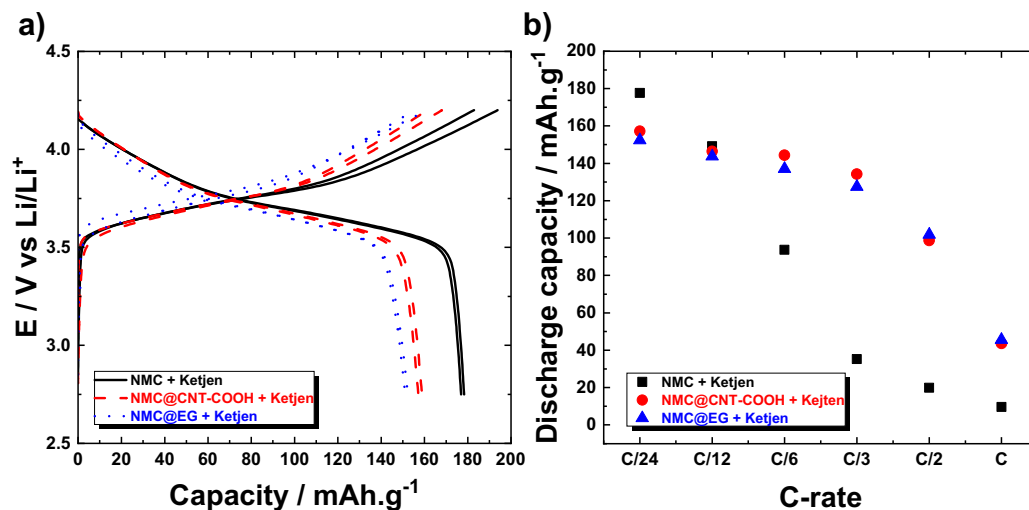 a)
E / V vs Li/Li⁺
4.5
4.0
3.5
3.0
2.5
NMC + Ketjen
NMC@CNT-COOH + Ketjen
NMC@EG + Ketjen
0 20 40 60 80 100 120 140 160 180 200
Capacity / mAh.g⁻¹
b)
Discharge capacity / mAh.g⁻¹
200
180
160
140
120
100
80
60
40
20
0
NMC + Ketjen
NMC@CNT-COOH + Kejten
NMC@EG + Ketjen
C/24 C/12 C/6 C/3 C/2 C
C-rate